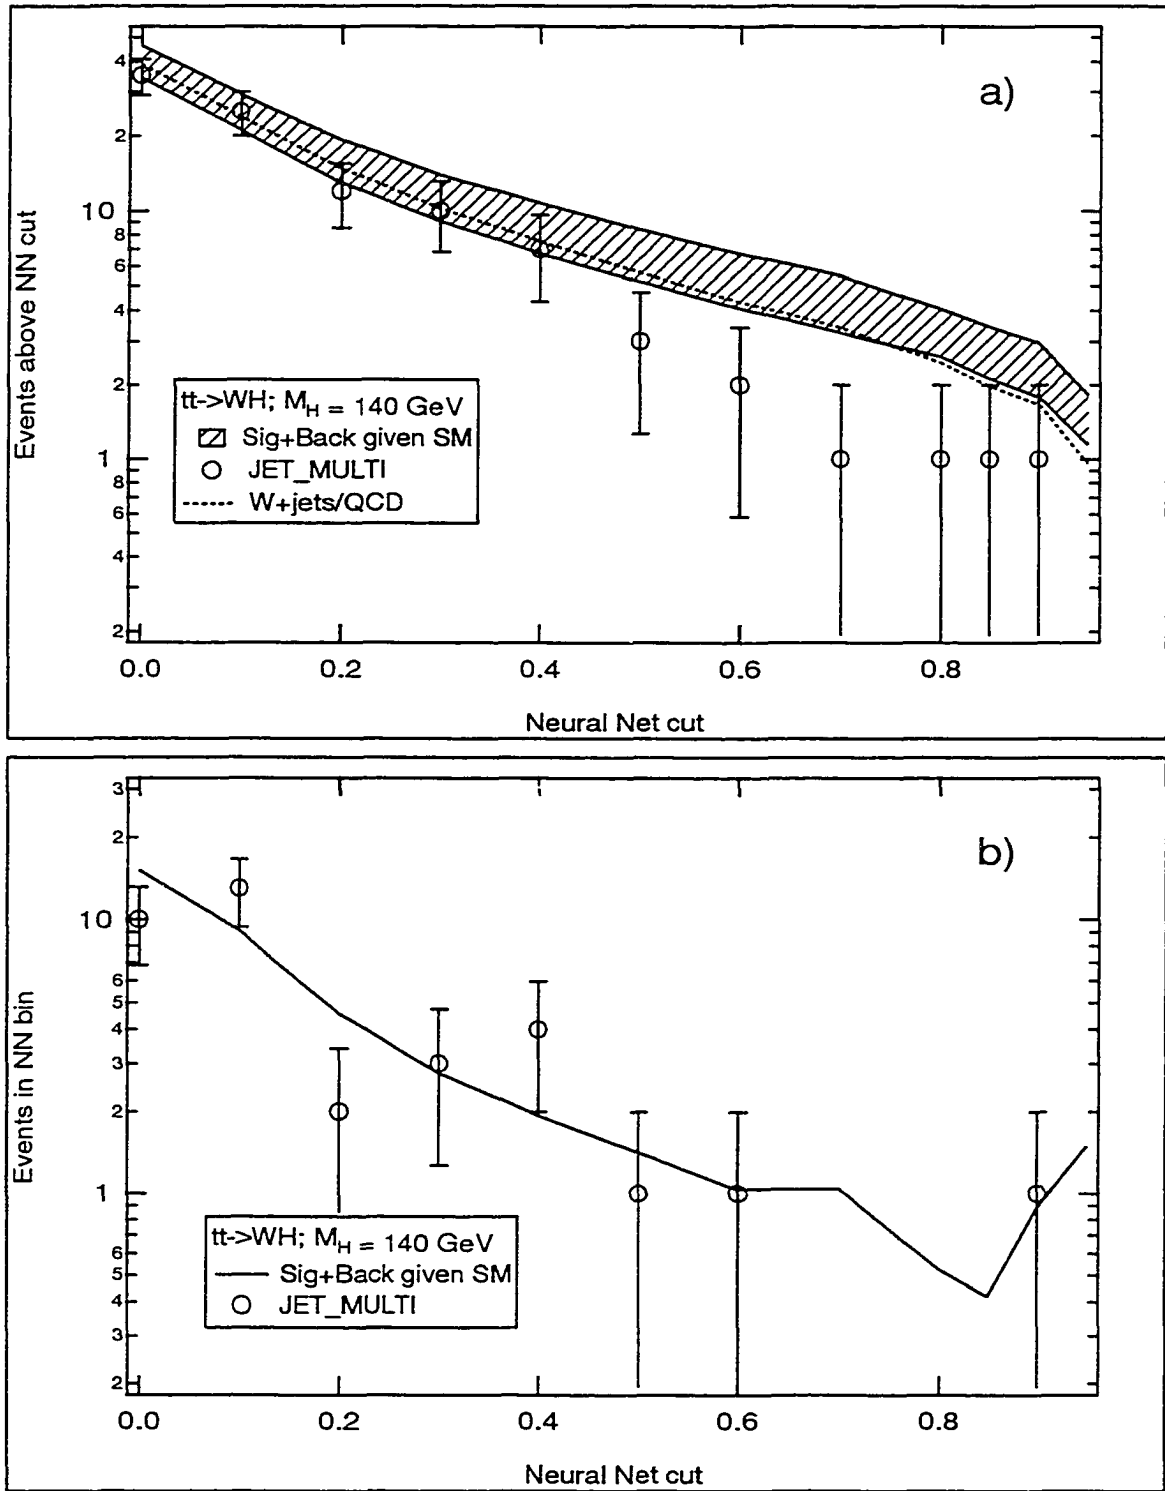 a)
Events above NN cut
4
2
10
8
6
4
2
1
8
6
4
2
tt->WH; M_H = 140 GeV
Sig+Back given SM
JET_MULTI
W+jets/QCD
0.0 0.2 0.4 0.6 0.8
Neural Net cut
b)
Events in NN bin
3
2
10
6
5
4
3
2
1
8
6
5
4
3
2
tt->WH; M_H = 140 GeV
Sig+Back given SM
JET_MULTI
0.0 0.2 0.4 0.6 0.8
Neural Net cut